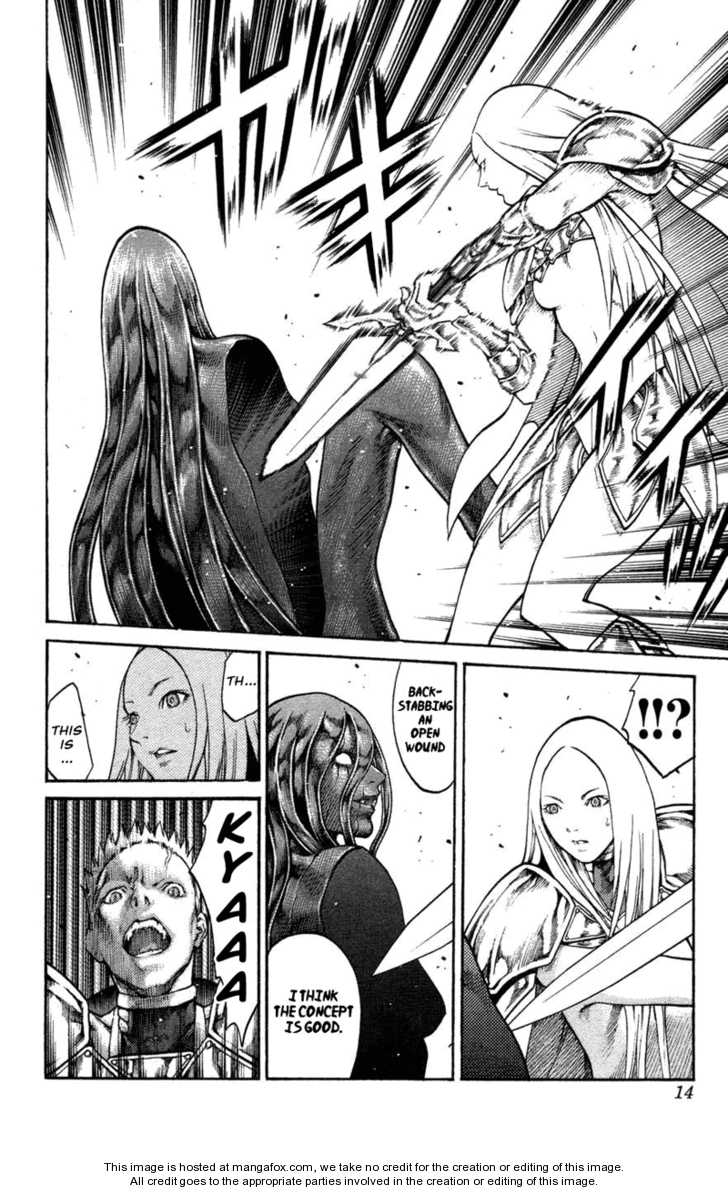 !!?
BACK-
STABBING
AN
OPEN
WOUND
I THINK
THE CONCEPT
IS GOOD.
TH...
THIS
IS
...
KYAAA
14
This image is hosted at mangafox.com, we take no credit for the creation or editing of this image.
All credit goes to the appropriate parties involved in the creation or editing of this image.